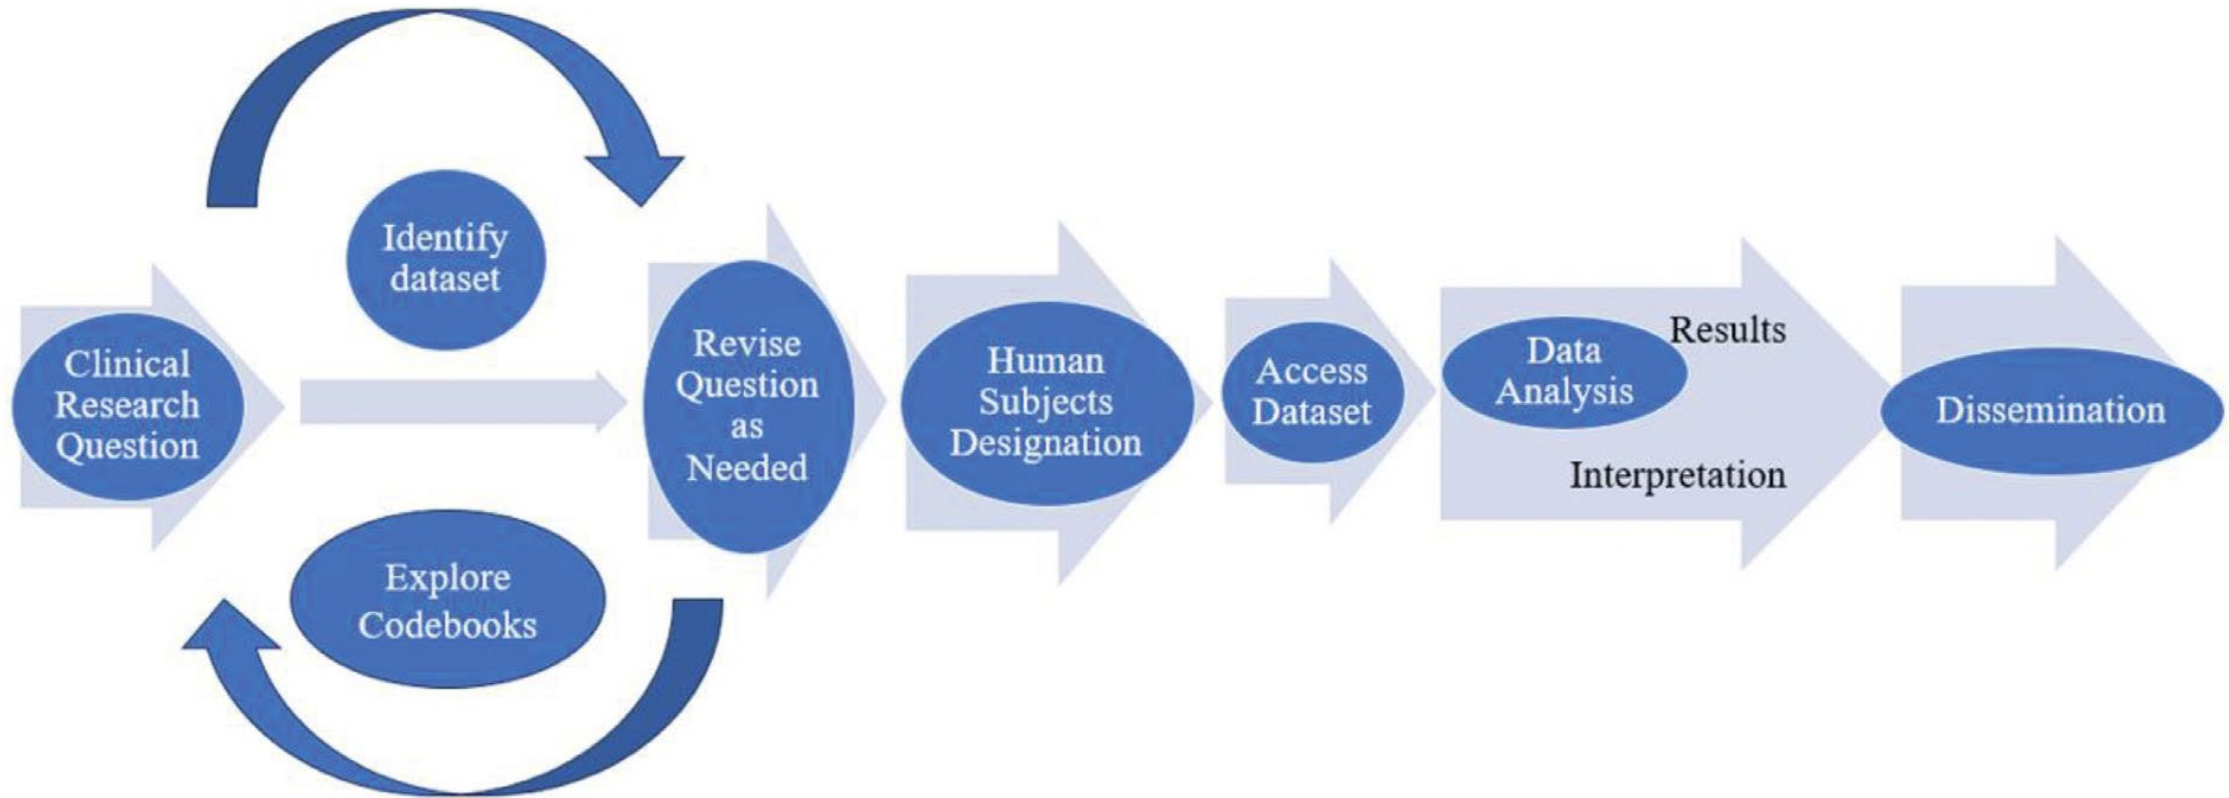 Clinical
Research
Question
Identify
dataset
Explore
Codebooks
Revise
Question
as
Needed
Human
Subjects
Designation
Access
Dataset
Data
Analysis
Results
Interpretation
Dissemination